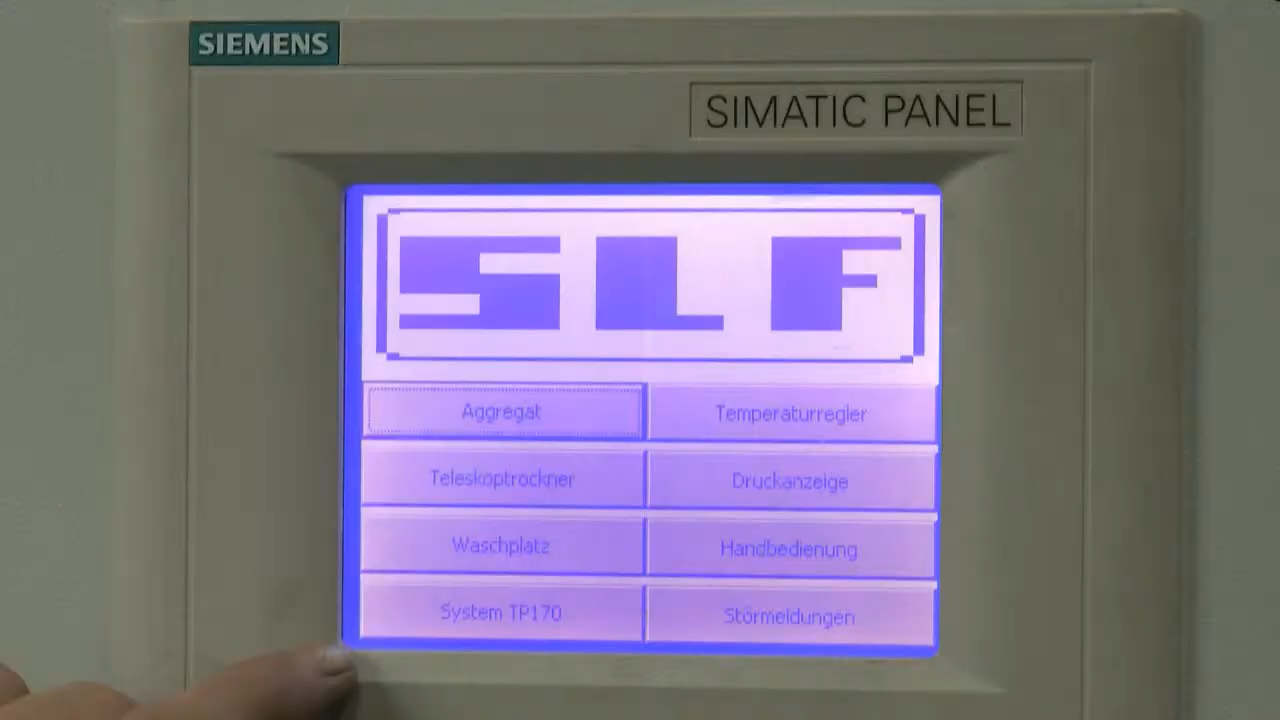 SIEMENS
SIMATIC PANEL
SLF
Aggregat
Temperaturregler
Teleskoptrockner
Druckanzeige
Waschplatz
Handbedienung
System TP170
Störmeldungen